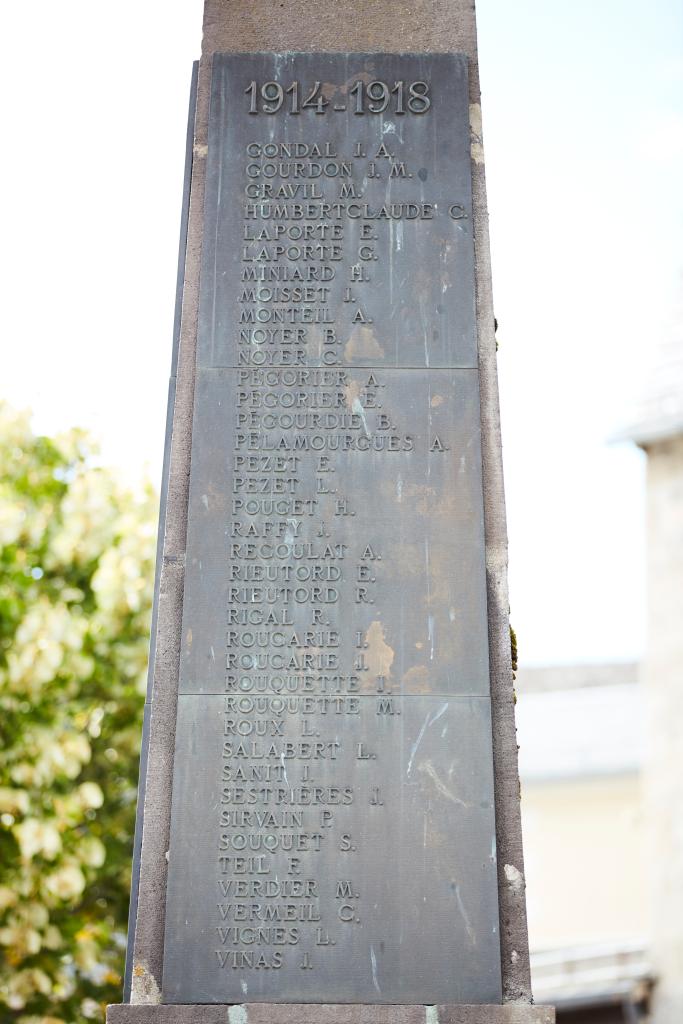 1914-1918
GONDAL J. A.
GOURDON J. M.
GRAVIL M.
HUMBERTCLAUDE C.
LAPORTE E.
LAPORTE G.
MINIARD H.
MOISSET J.
MONTEIL A.
NOYER B.
NOYER C.
PÉGORIER A.
PÉGORIER E.
PÉGOURDIE B.
PÉLAMOURGUES A.
PEZET E.
PEZET L.
POUGET H.
RAFFY J.
RECOULAT A.
RIEUTORD E.
RIEUTORD R.
RIGAL R.
ROUCARIE J.
ROUCARIE J.
ROUQUETTE J.
ROUQUETTE M.
ROUX L.
SALABERT L.
SANIT J.
SESTRIÈRES J.
SIRVAIN P.
SOUQUET S.
TEIL F.
VERDIER M.
VERMEIL G.
VIGNES L.
VINAS J.